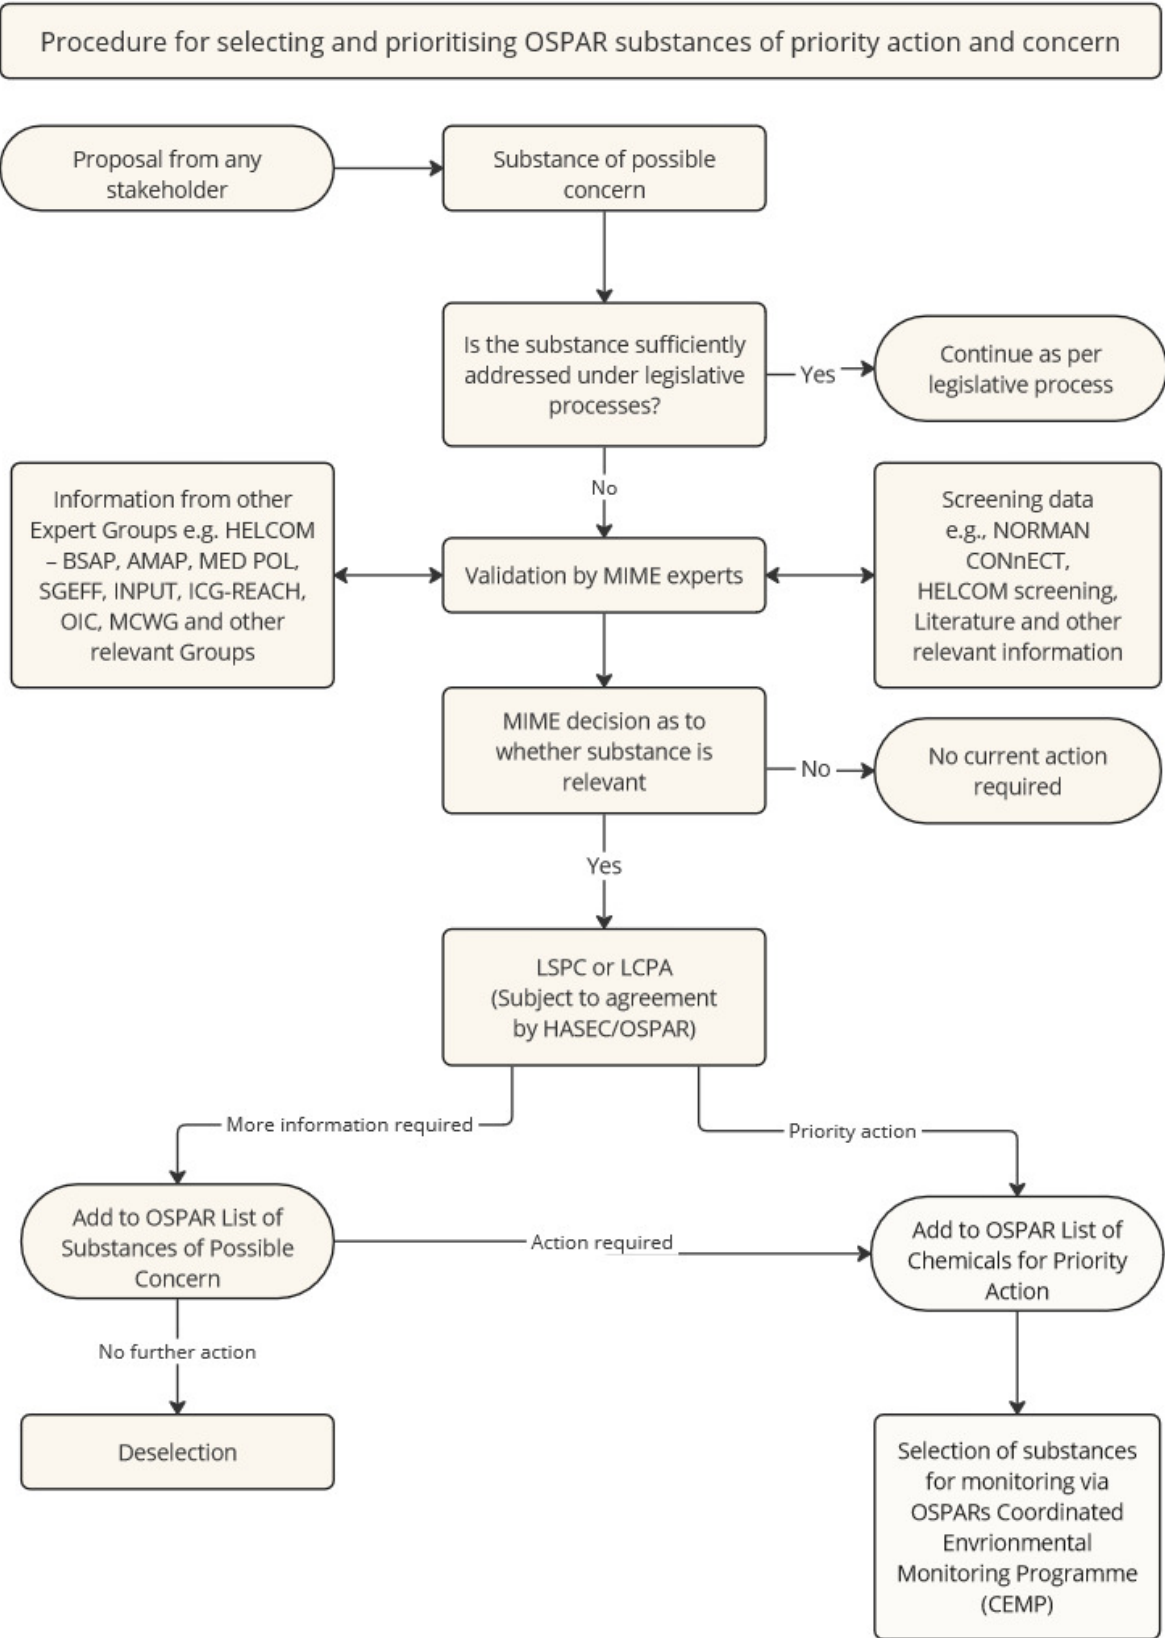 Procedure for selecting and prioritising OSPAR substances of priority action and concern
Proposal from any
stakeholder
Substance of possible
concern
Is the substance sufficiently
addressed under legislative
processes?
Yes
Continue as per
legislative process
No
Information from other
Expert Groups e.g. HELCOM
– BSAP, AMAP, MED POL,
SGEFF, INPUT, ICG-REACH,
OIC, MCWG and other
relevant Groups
Validation by MIME experts
Screening data
e.g., NORMAN
CONnECT,
HELCOM screening,
Literature and other
relevant information
MIME decision as to
whether substance is
relevant
No
No current action
required
Yes
LSPC or LCPA
(Subject to agreement
by HASEC/OSPAR)
More information required
Priority action
Add to OSPAR List of
Substances of Possible
Concern
Action required
Add to OSPAR List of
Chemicals for Priority
Action
No further action
Deselection
Selection of substances
for monitoring via
OSPARs Coordinated
Envrionmental
Monitoring Programme
(CEMP)